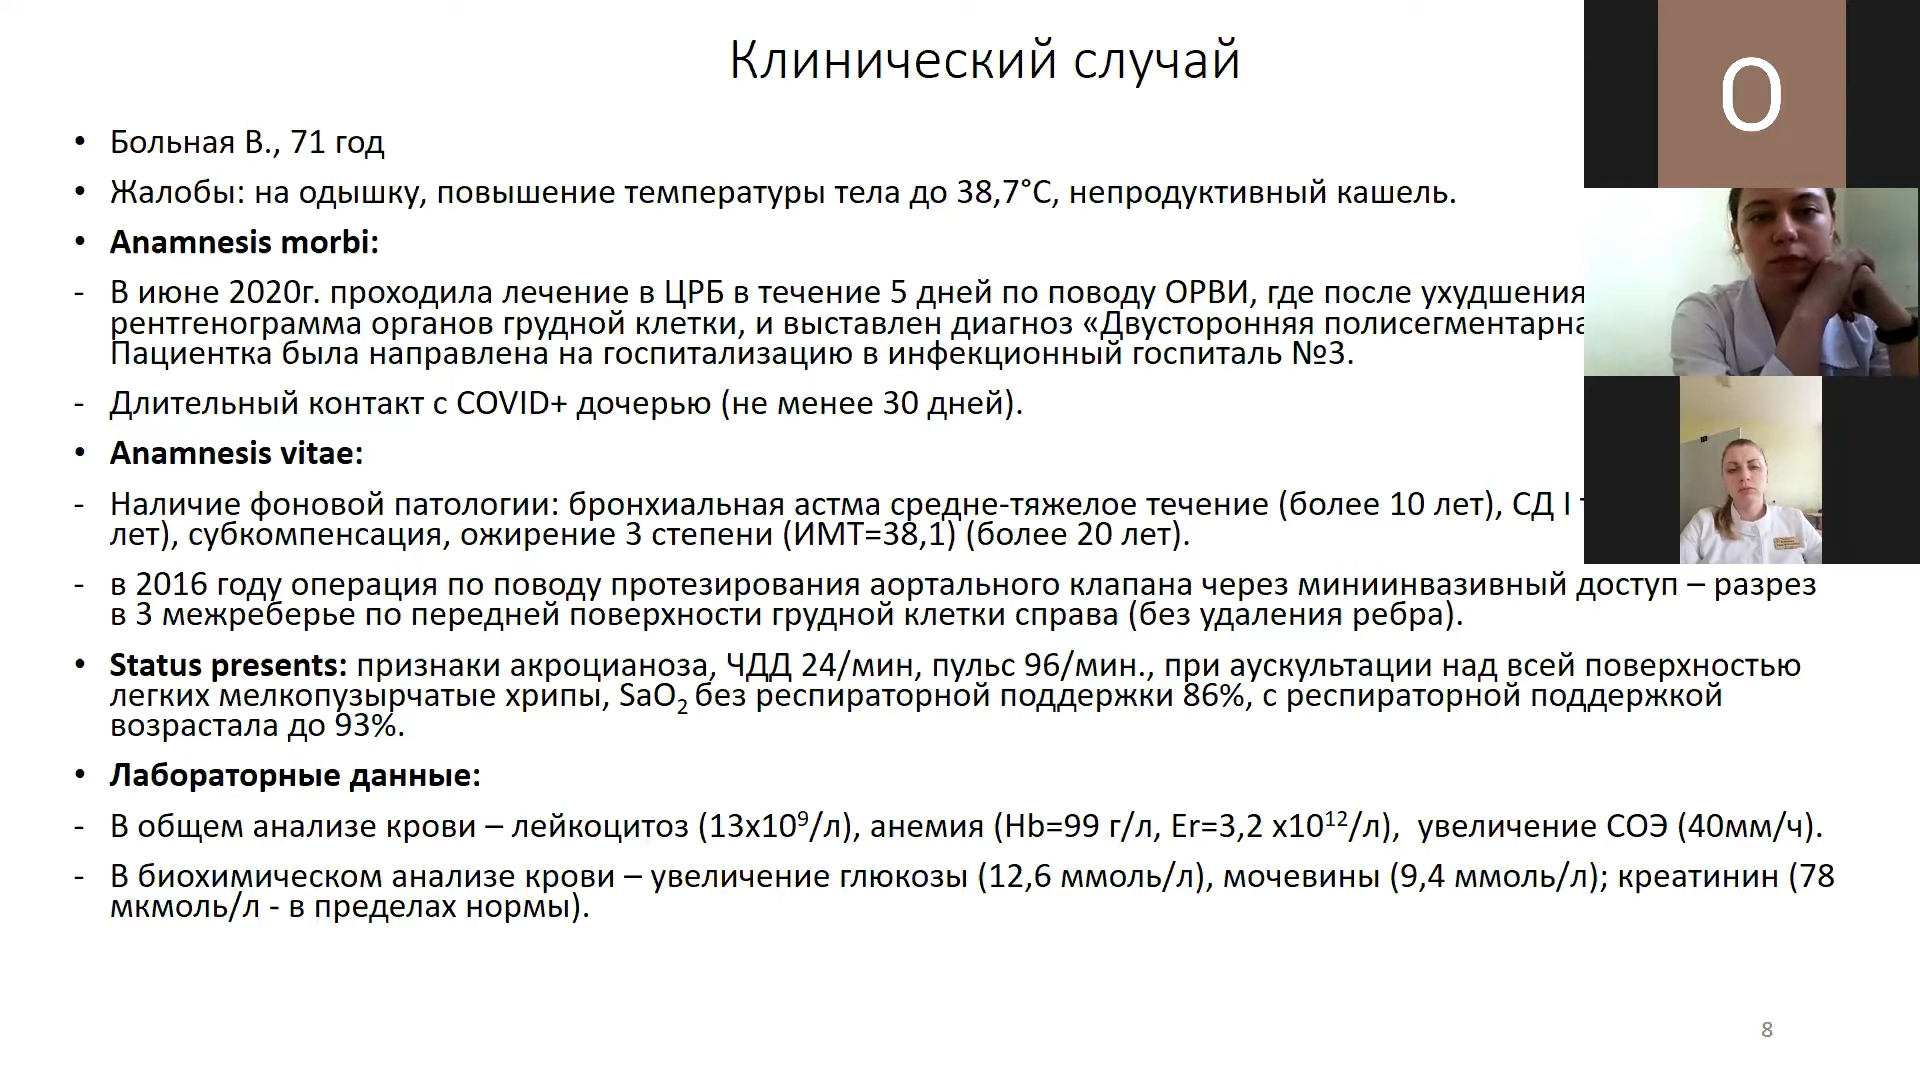 Клинический случай
О
• Больная В., 71 год
• Жалобы: на одышку, повышение температуры тела до 38,7°С, непродуктивный кашель.
• Anamnesis morbi:
- В июне 2020г. проходила лечение в ЦРБ в течение 5 дней по поводу ОРВИ, где после ухудшения
рентгенограмма органов грудной клетки, и выставлен диагноз «Двусторонняя
Пациентка была направлена на госпитализацию в инфекционный госпиталь №3.
- Длительный контакт с COVID+ дочерью (не менее 30 дней).
• Anamnesis vitae:
- Наличие фоновой патологии: бронхиальная астма средне-тяжелое течение (более 10 лет), СД I
лет), субкомпенсация, ожирение 3 степени (ИМТ=38,1) (более 20 лет).
- в 2016 году операция по поводу протезирования аортального клапана через миниинвазивный доступ – разрез
в 3 межреберье по передней поверхности грудной клетки справа (без удаления ребра).
• Status presents: признаки акроцианоза, ЧДД 24/мин, пульс 96/мин., при аускультации над всей поверхностью
легких мелкопузырчатые хрипы, SaO₂ без респираторной поддержки 86%, с респираторной поддержкой
возрастала до 93%.
• Лабораторные данные:
- В общем анализе крови – лейкоцитоз (13х10⁹/л), анемия (Hb=99 г/л, Er=3,2 х10¹²/л), увеличение СОЭ (40мм/ч).
- В биохимическом анализе крови – увеличение глюкозы (12,6 ммоль/л), мочевины (9,4 ммоль/л); креатинин (78
мкмоль/л - в пределах нормы).
8